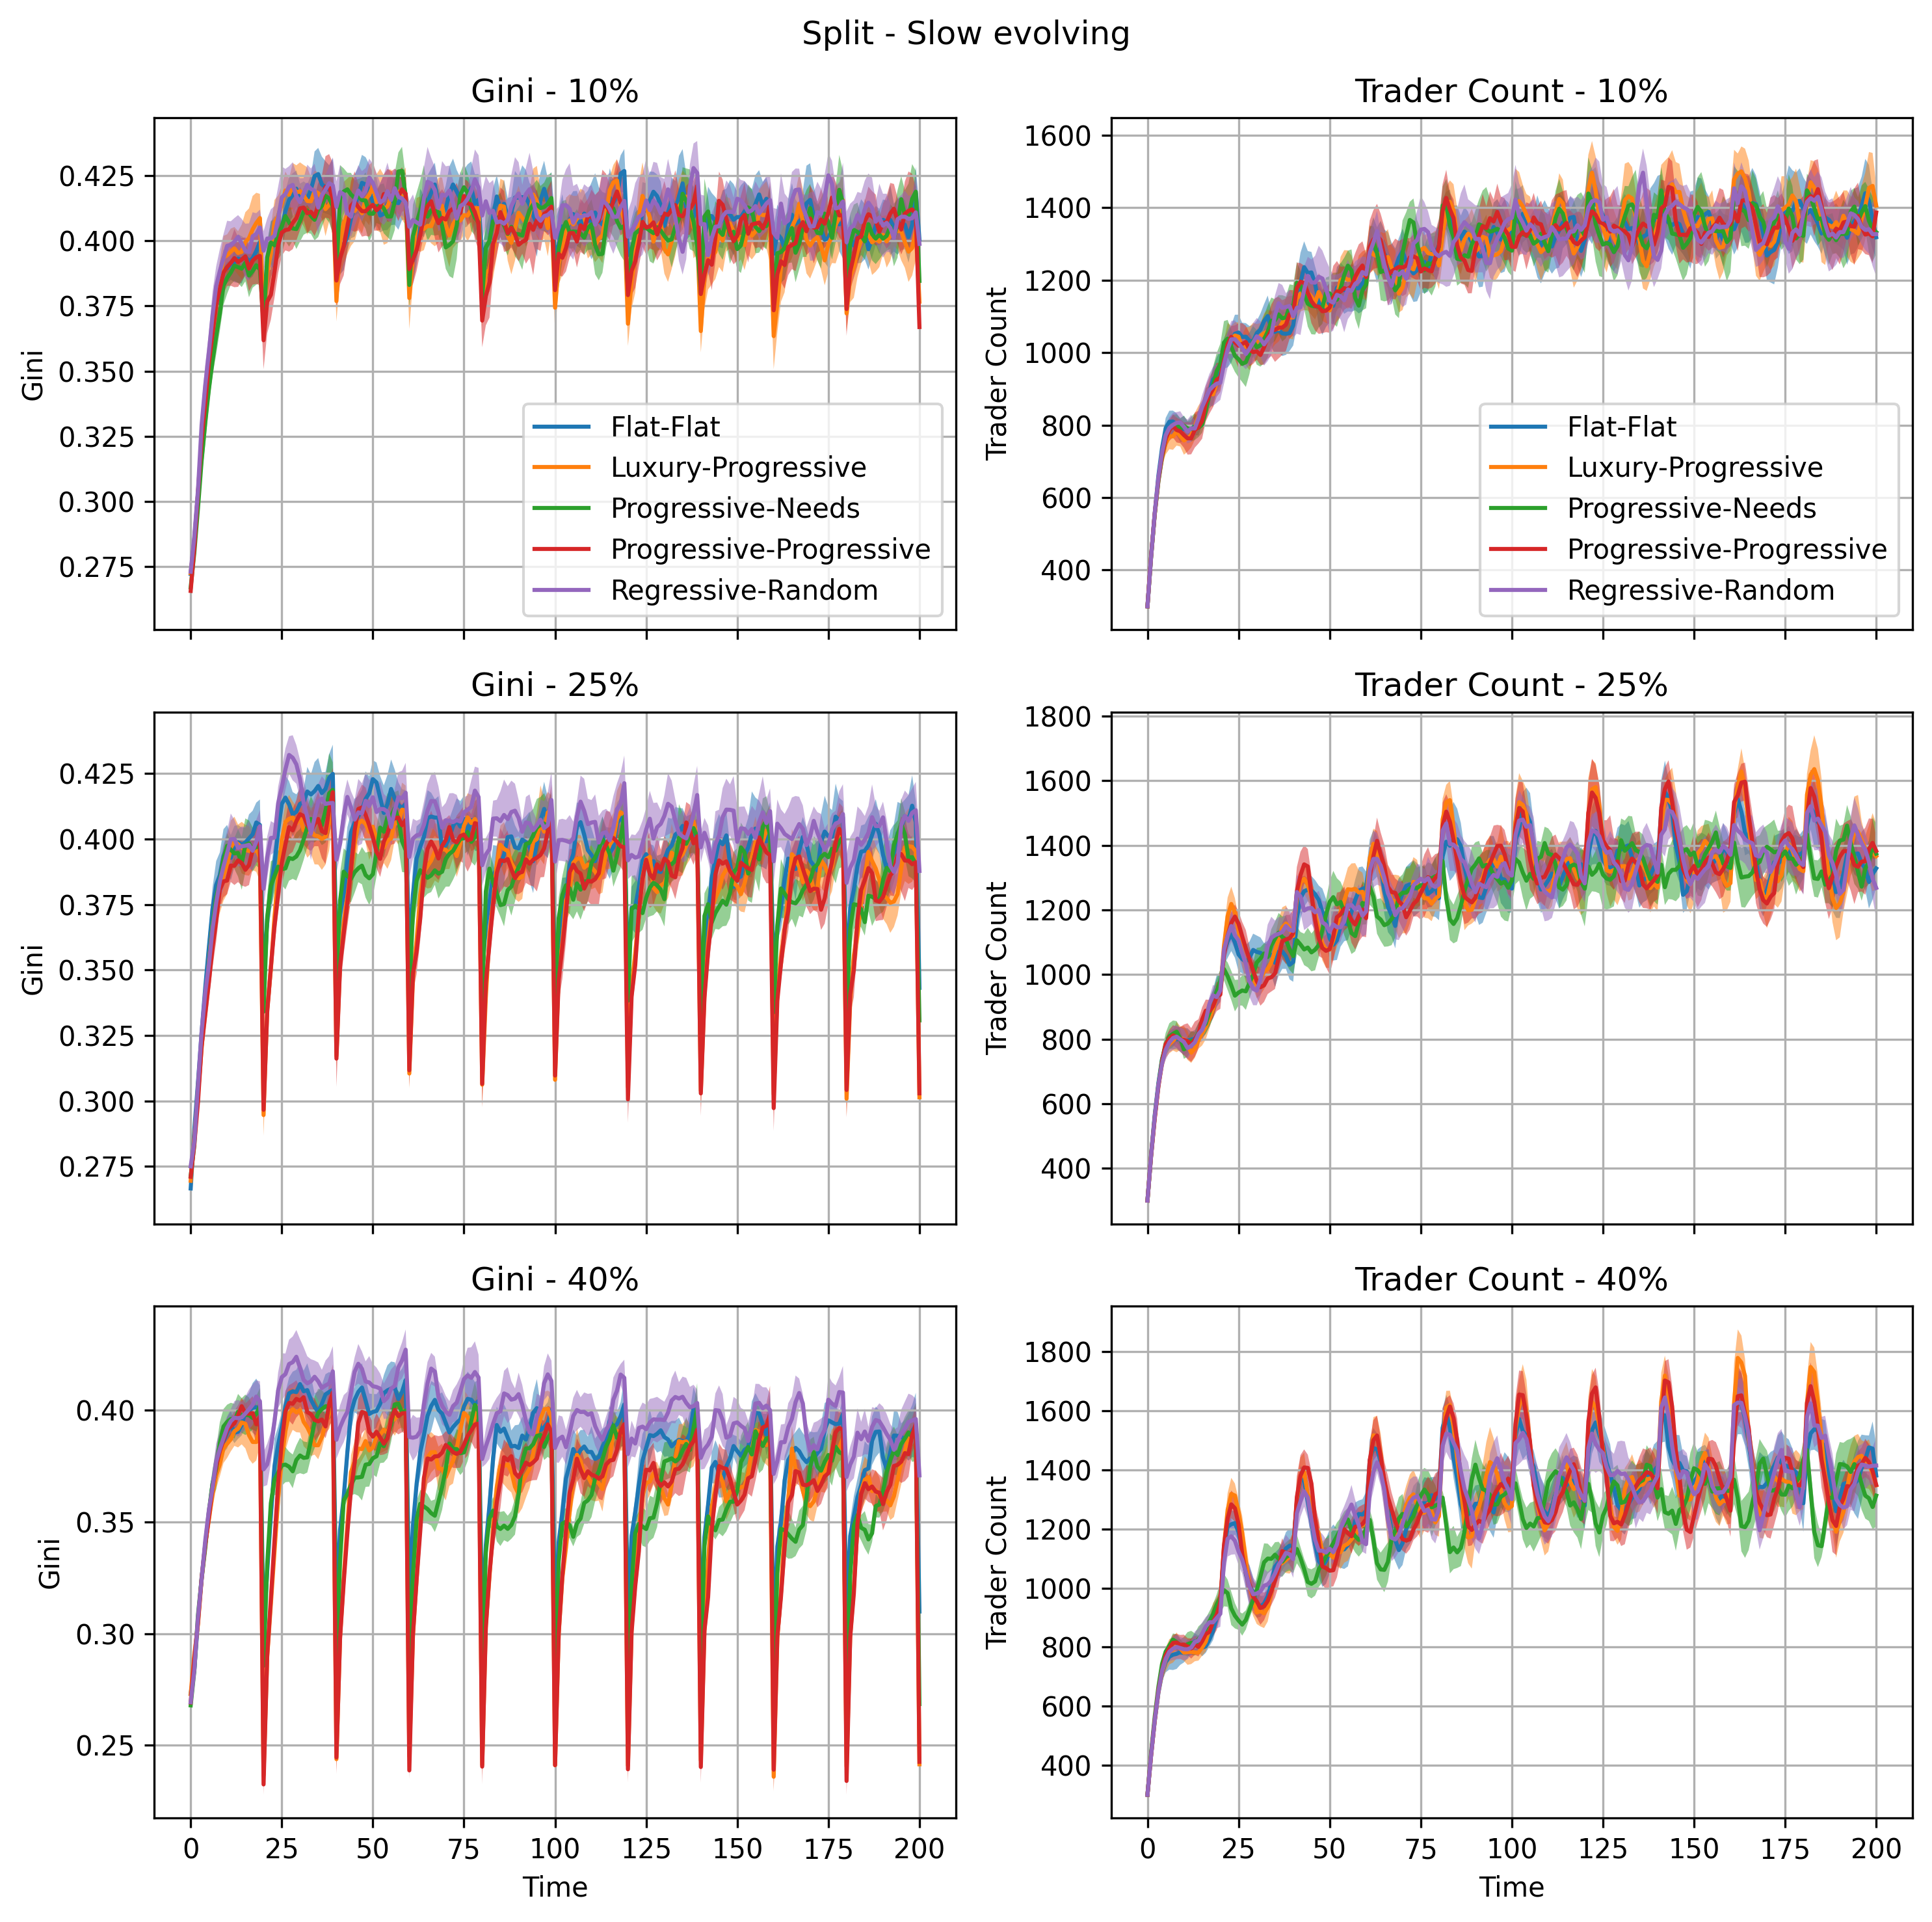 Split - Slow evolving
Gini - 10%
Gini
0.425
0.400
0.375
0.350
0.325
0.300
0.275
Flat-Flat
Luxury-Progressive
Progressive-Needs
Progressive-Progressive
Regressive-Random
Trader Count - 10%
Trader Count
1600
1400
1200
1000
800
600
400
Flat-Flat
Luxury-Progressive
Progressive-Needs
Progressive-Progressive
Regressive-Random
Gini - 25%
Gini
0.425
0.400
0.375
0.350
0.325
0.300
0.275
Trader Count - 25%
Trader Count
1800
1600
1400
1200
1000
800
600
400
Gini - 40%
Gini
0.40
0.35
0.30
0.25
0 25 50 75 100 125 150 175 200
Time
Trader Count - 40%
Trader Count
1800
1600
1400
1200
1000
800
600
400
0 25 50 75 100 125 150 175 200
Time